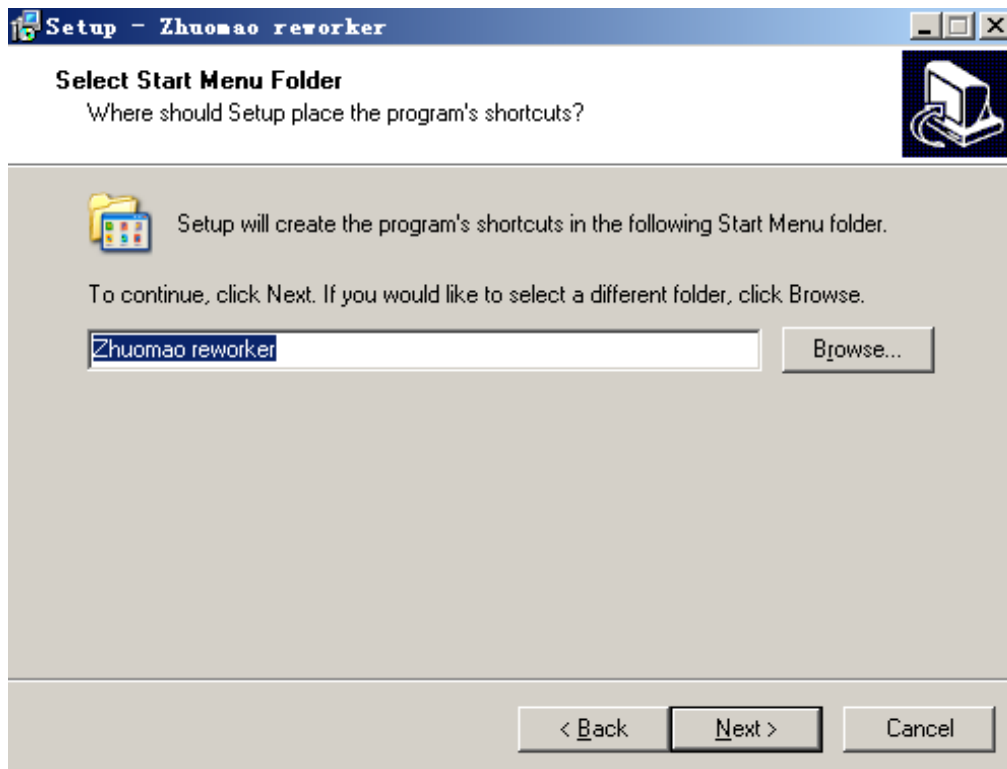 Setup - Zhuomao reworker
Select Start Menu Folder
Where should Setup place the program's shortcuts?
Setup will create the program's shortcuts in the following Start Menu folder.
To continue, click Next. If you would like to select a different folder, click Browse.
Zhuomao reworker
Browse...
< Back
Next >
Cancel